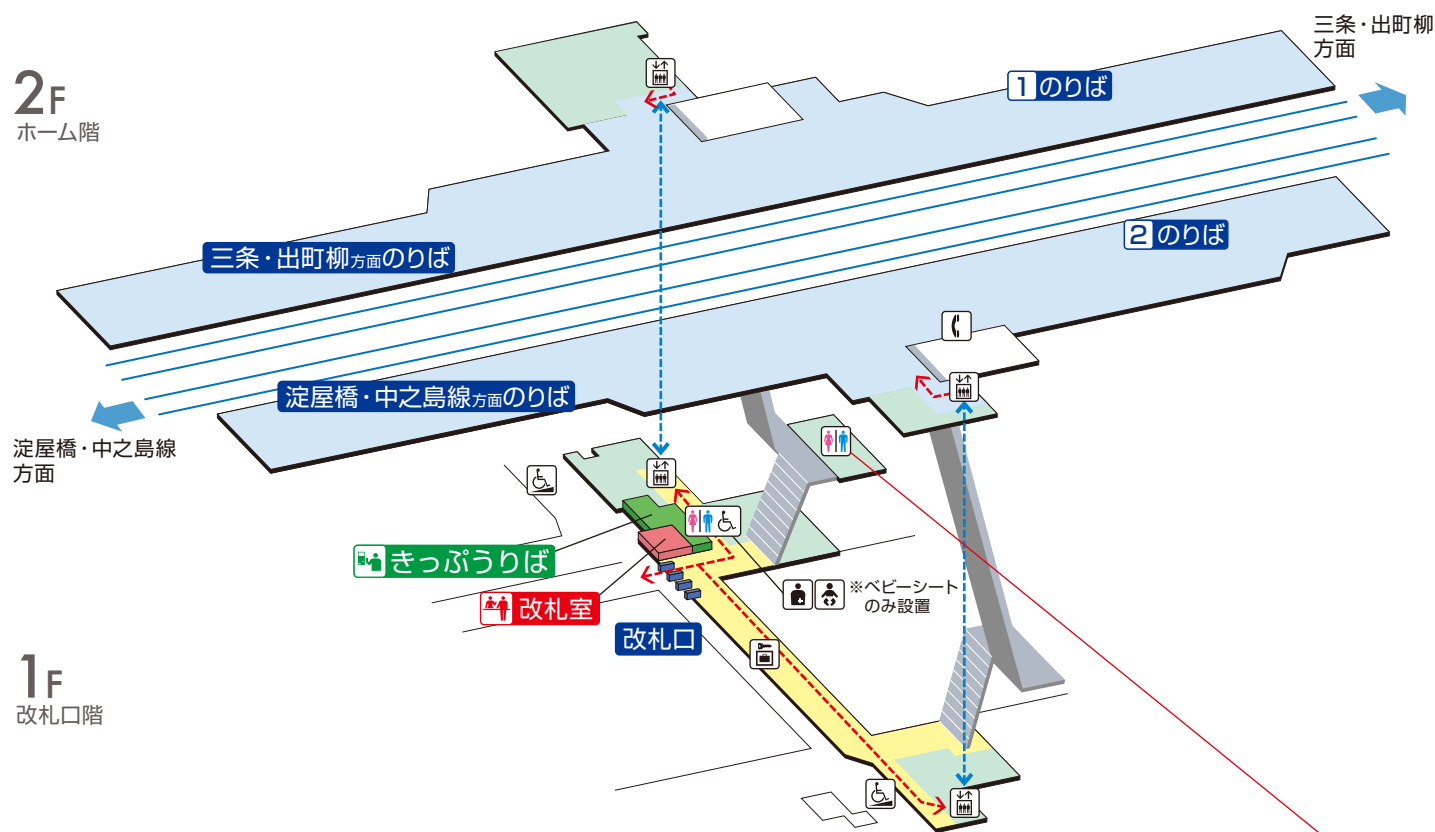 三条・出町柳
方面
2F
ホーム階
1 のりば
2 のりば
三条・出町柳方面のりば
淀屋橋・中之島線方面のりば
淀屋橋・中之島線
方面
きっぷうりば
改札室
改札口
※ベビーシート
のみ設置
1F
改札口階